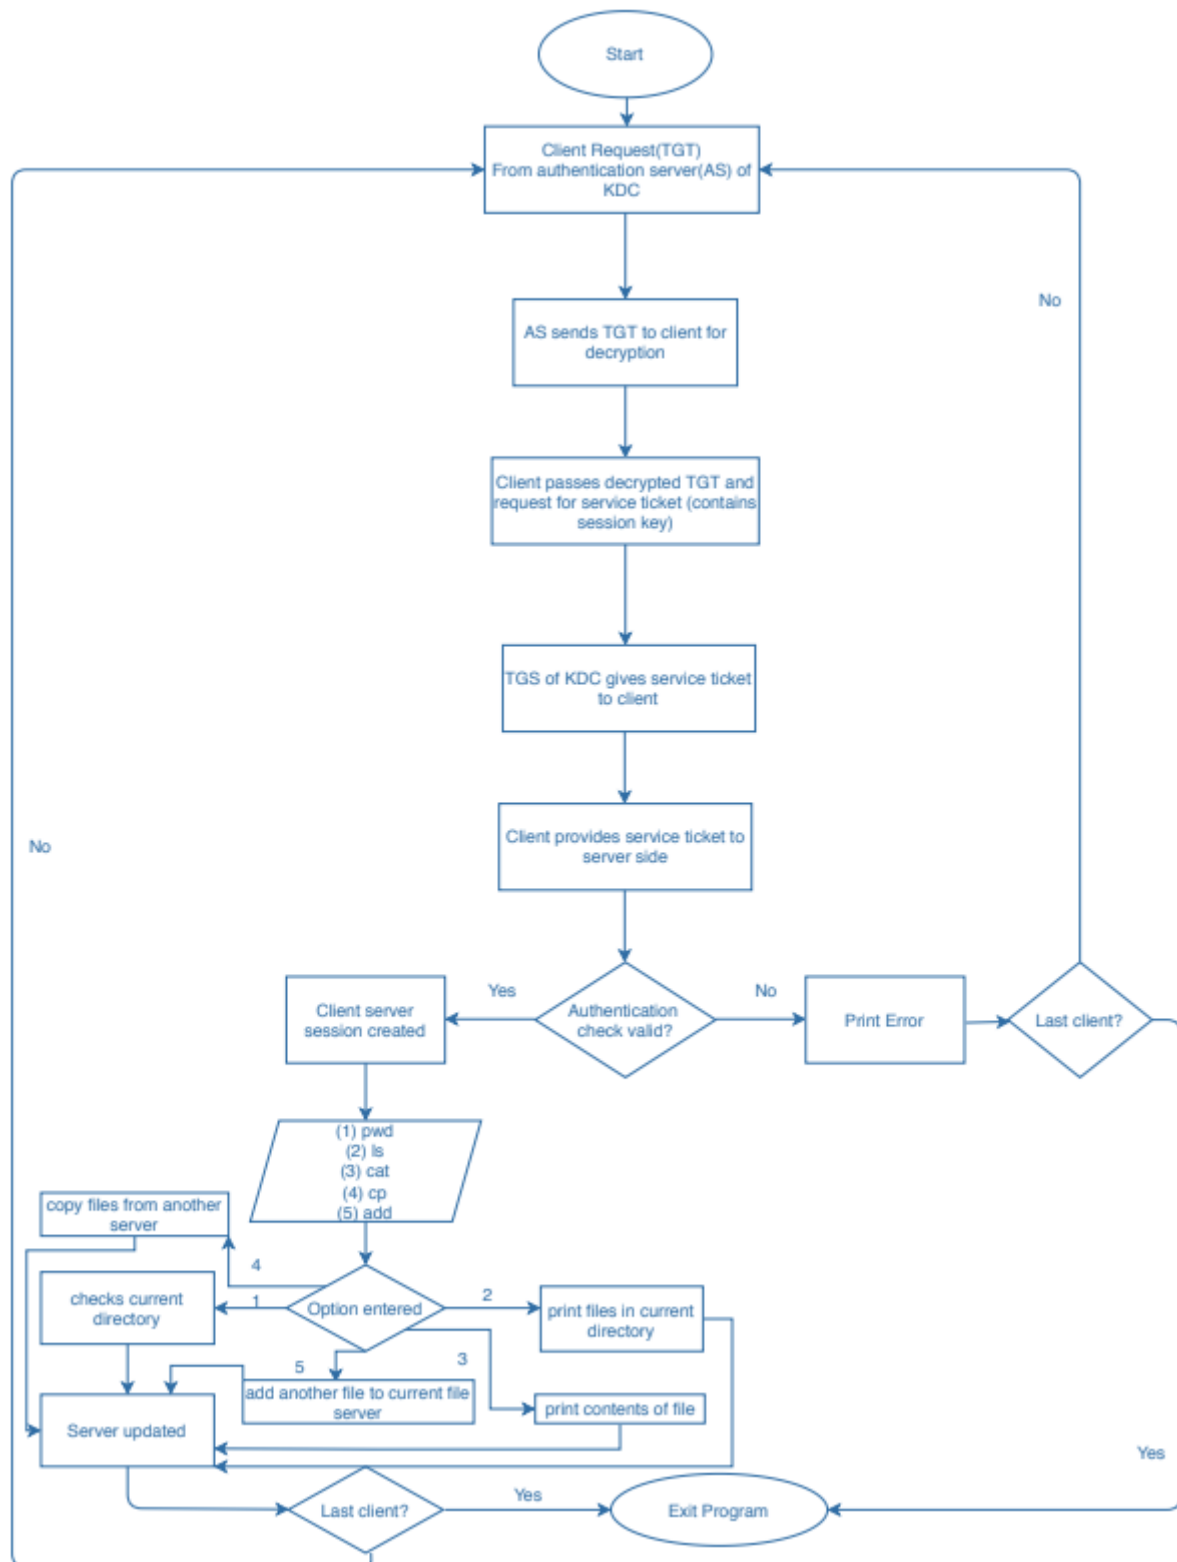 Start
Client Request(TGT)
From authentication server(AS) of
KDC
No
AS sends TGT to client for
decryption
Client passes decrypted TGT and
request for service ticket (contains
session key)
TGS of KDC gives service ticket
to client
No
Client provides service ticket to
server side
Yes
Authentication
check valid?
No
Client server
session created
Print Error
Last client?
(1) pwd
(2) ls
(3) cat
(4) cp
(5) add
copy files from another
server
4
checks current
directory
1
Option entered
2
print files in current
directory
3
5
add another file to current file
server
print contents of file
Server updated
Yes
Last client?
Yes
Exit Program